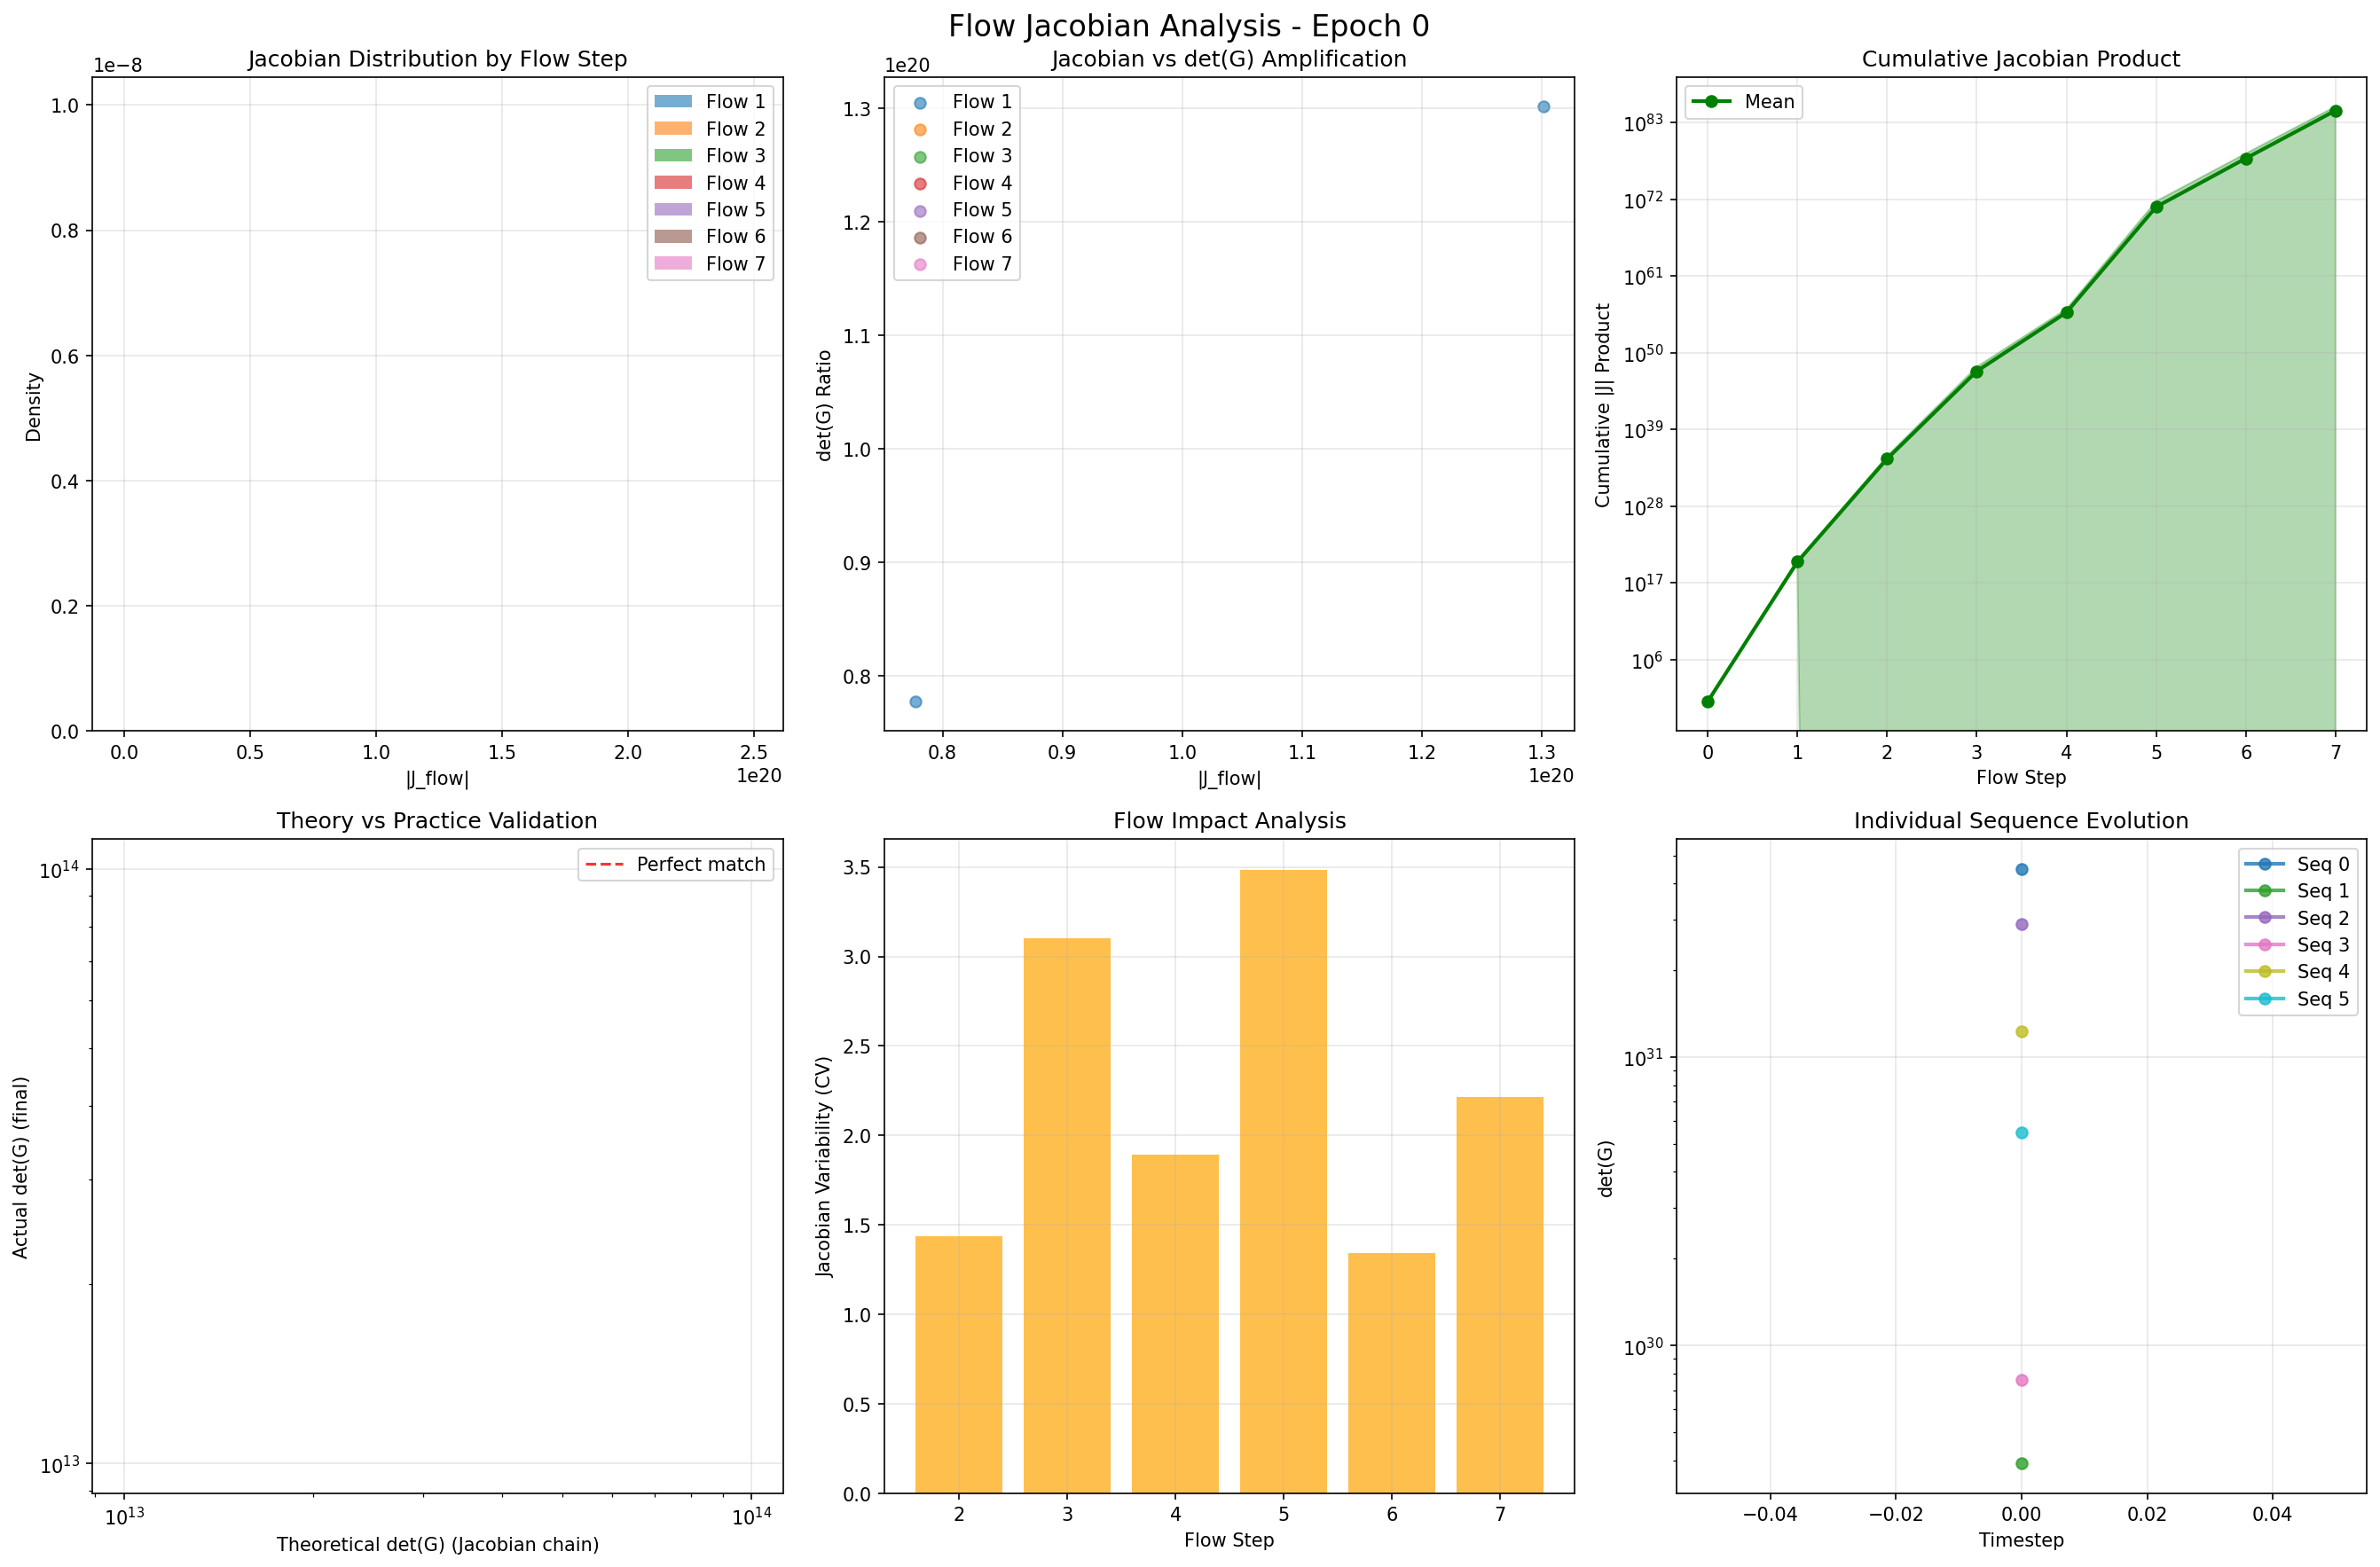 Flow Jacobian Analysis - Epoch 0
Jacobian Distribution by Flow Step
1e−8
1.0
0.8
0.6
0.4
0.2
0.0
Density
Flow 1
Flow 2
Flow 3
Flow 4
Flow 5
Flow 6
Flow 7
0.0 0.5 1.0 1.5 2.0 2.5
1e20
|J_flow|
Jacobian vs det(G) Amplification
1e20
1.3
1.2
1.1
1.0
0.9
0.8
det(G) Ratio
Flow 1
Flow 2
Flow 3
Flow 4
Flow 5
Flow 6
Flow 7
0.8 0.9 1.0 1.1 1.2 1.3
1e20
|J_flow|
Cumulative Jacobian Product
Mean
10^83
10^72
10^61
10^50
10^39
10^28
10^17
10^6
Cumulative |J| Product
0 1 2 3 4 5 6 7
Flow Step
Theory vs Practice Validation
Perfect match
10^14
10^13
Actual det(G) (final)
10^13 10^14
Theoretical det(G) (Jacobian chain)
Flow Impact Analysis
3.5
3.0
2.5
2.0
1.5
1.0
0.5
0.0
Jacobian Variability (CV)
2 3 4 5 6 7
Flow Step
Individual Sequence Evolution
Seq 0
Seq 1
Seq 2
Seq 3
Seq 4
Seq 5
10^31
10^30
det(G)
−0.04 −0.02 0.00 0.02 0.04
Timestep